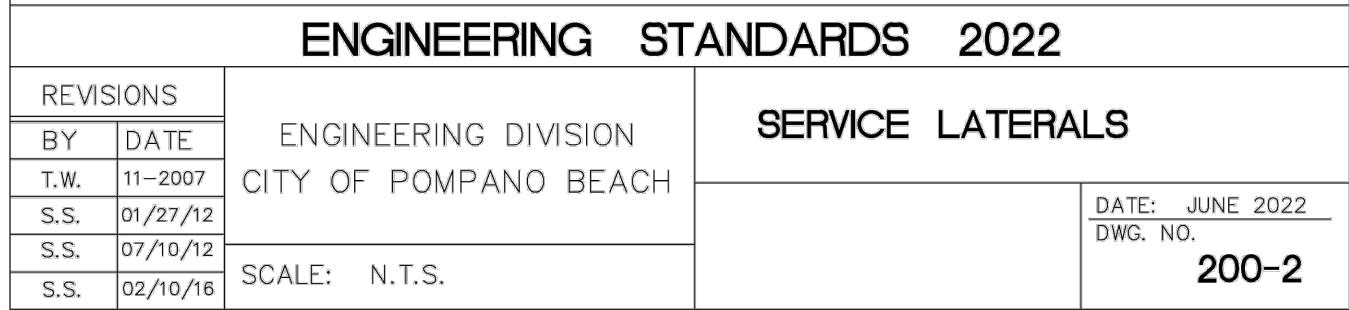 ENGINEERING STANDARDS 2022
REVISIONS
BY DATE
T.W. 11-2007
S.S. 01/27/12
S.S. 07/10/12
S.S. 02/10/16
ENGINEERING DIVISION
CITY OF POMPANO BEACH
SCALE: N.T.S.
SERVICE LATERALS
DATE: JUNE 2022
DWG. NO.
200-2